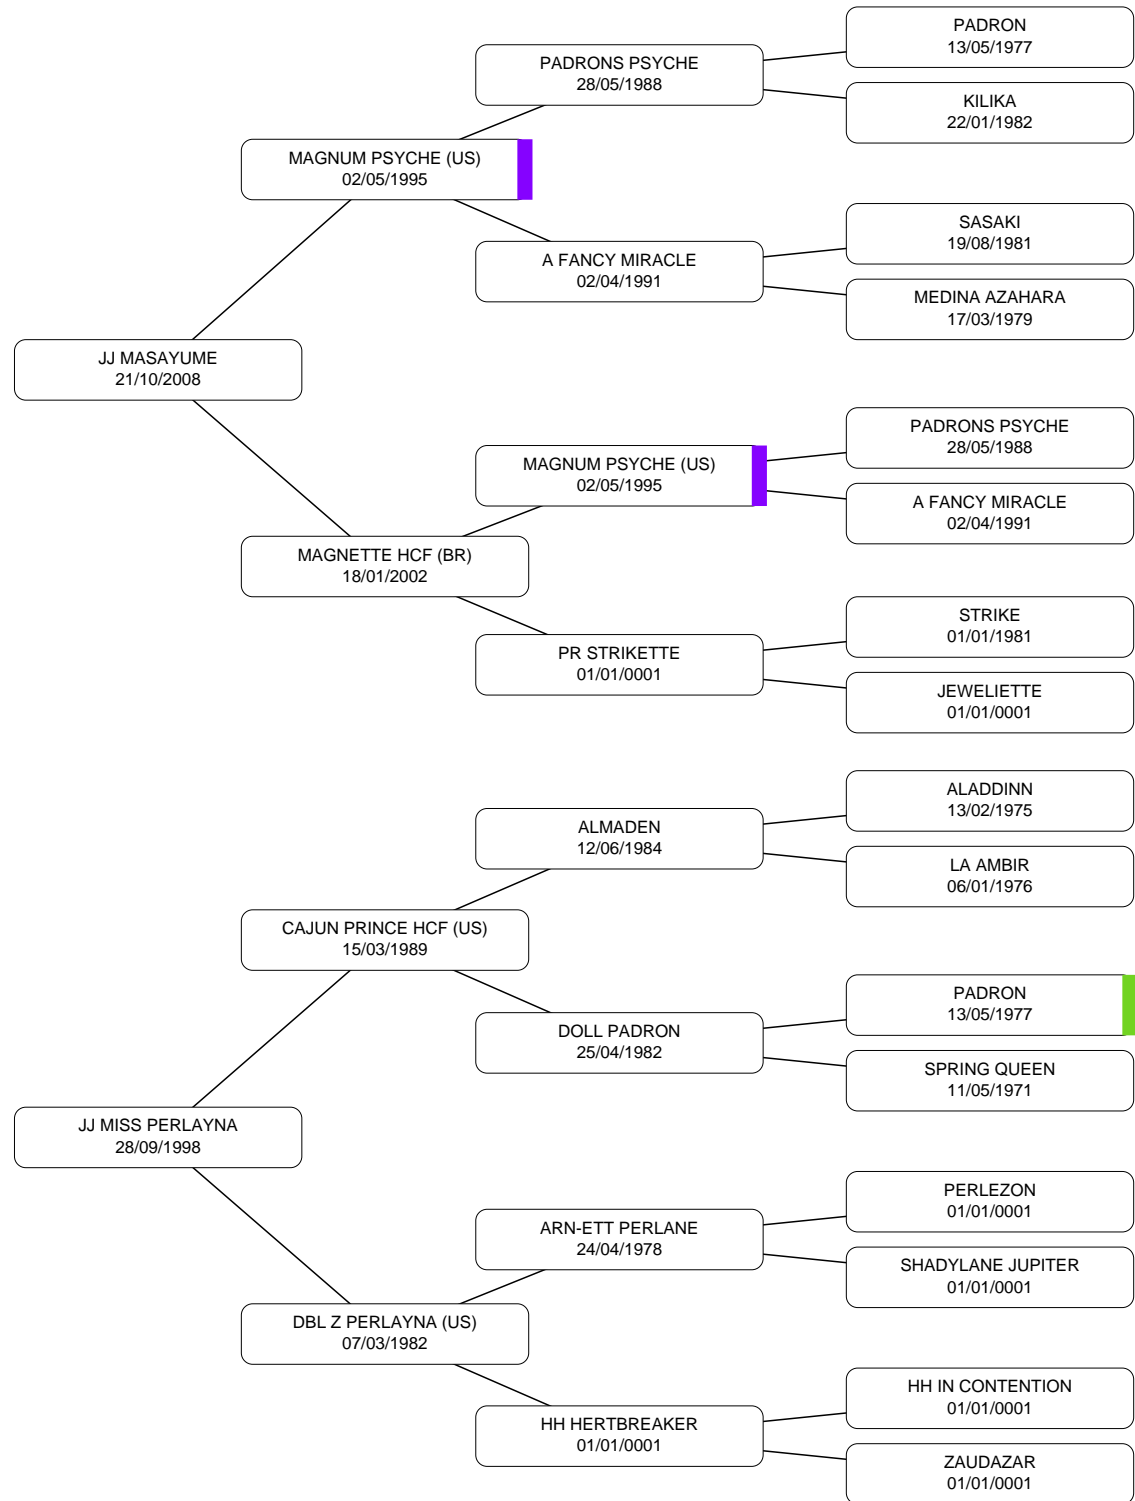 PADRON
13/05/1977
PADRONS PSYCHE
28/05/1988
KILIKA
22/01/1982
MAGNUM PSYCHE (US)
02/05/1995
SASAKI
19/08/1981
A FANCY MIRACLE
02/04/1991
MEDINA AZAHARA
17/03/1979
JJ MASAYUME
21/10/2008
PADRONS PSYCHE
28/05/1988
MAGNUM PSYCHE (US)
02/05/1995
A FANCY MIRACLE
02/04/1991
MAGNETTE HCF (BR)
18/01/2002
STRIKE
01/01/1981
PR STRIKETTE
01/01/0001
JEWELIETTE
01/01/0001
ALADDINN
13/02/1975
ALMADEN
12/06/1984
LA AMBIR
06/01/1976
CAJUN PRINCE HCF (US)
15/03/1989
PADRON
13/05/1977
DOLL PADRON
25/04/1982
SPRING QUEEN
11/05/1971
JJ MISS PERLAYNA
28/09/1998
PERLEZON
01/01/0001
ARN-ETT PERLANE
24/04/1978
SHADYLANE JUPITER
01/01/0001
DBL Z PERLAYNA (US)
07/03/1982
HH IN CONTENTION
01/01/0001
HH HERTBREAKER
01/01/0001
ZAUDAZAR
01/01/0001